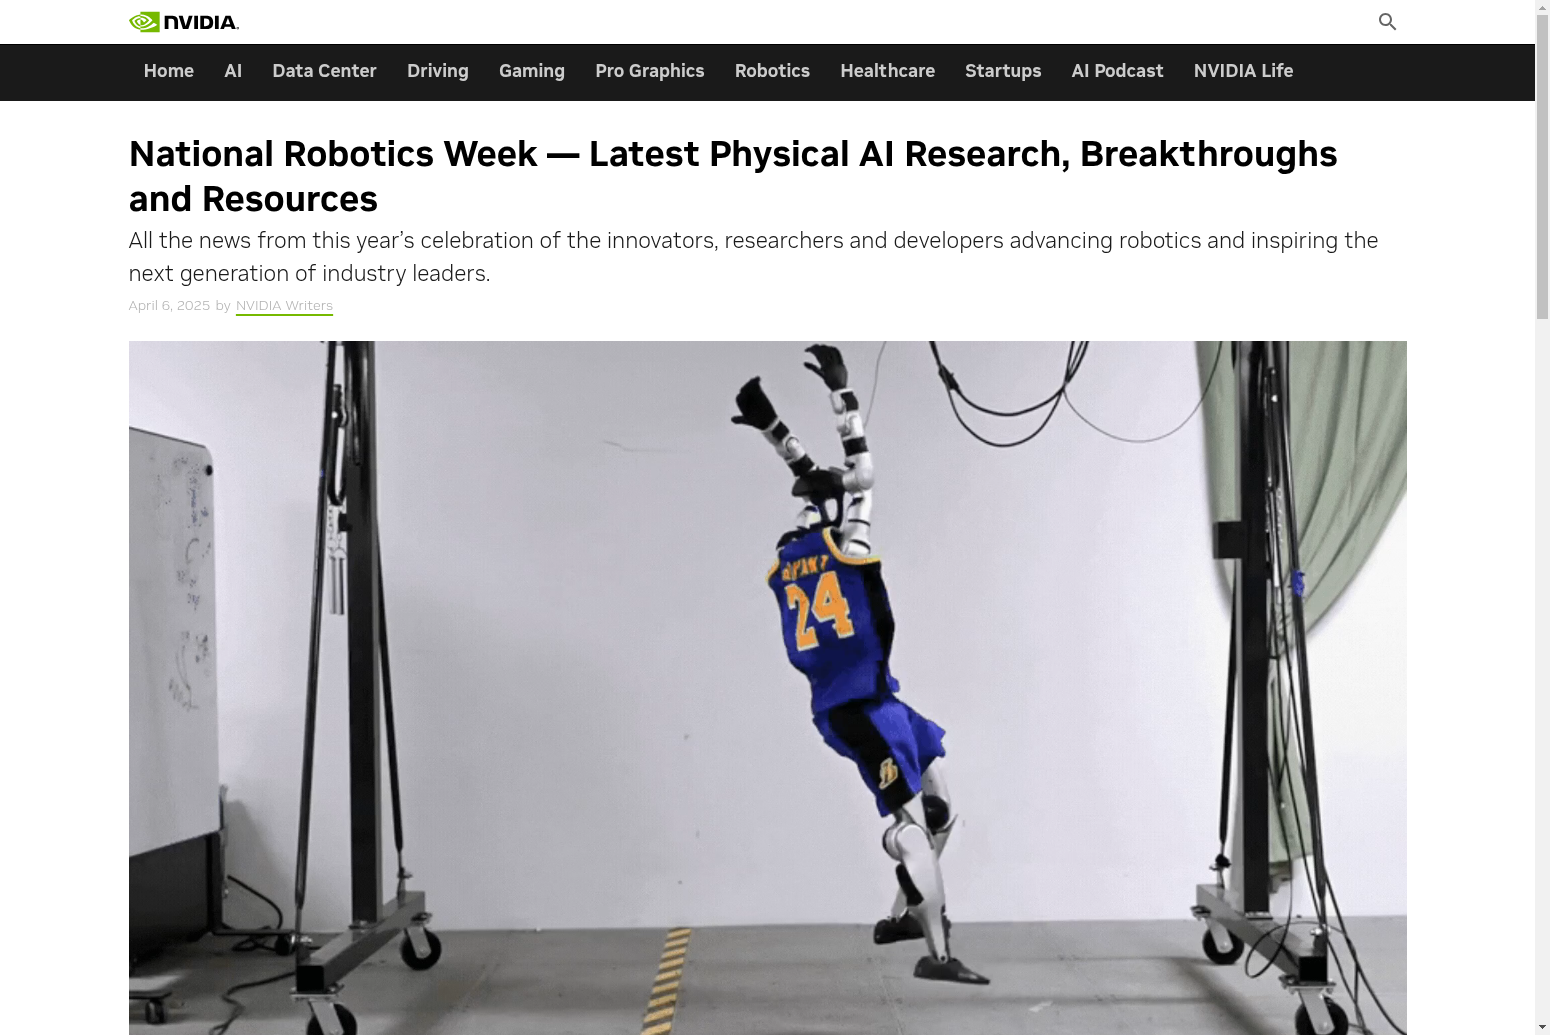 NVIDIA.
Home AI Data Center Driving Gaming Pro Graphics Robotics Healthcare Startups AI Podcast NVIDIA Life
National Robotics Week — Latest Physical AI Research, Breakthroughs
and Resources
All the news from this year’s celebration of the innovators, researchers and developers advancing robotics and inspiring the
next generation of industry leaders.
April 6, 2025 by NVIDIA Writers
BRYANT
24